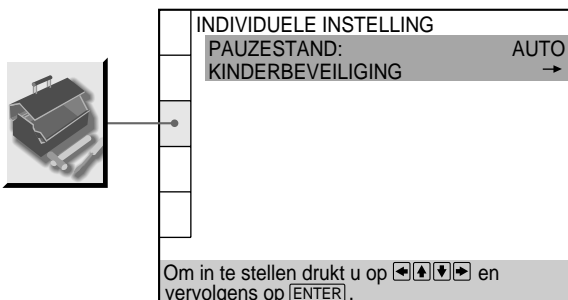 INDIVIDUELE INSTELLING
PAUZESTAND: AUTO
KINDERBEVEILIGING →
Om in te stellen drukt u op ←↑↓→ en
vervolgens op ENTER.